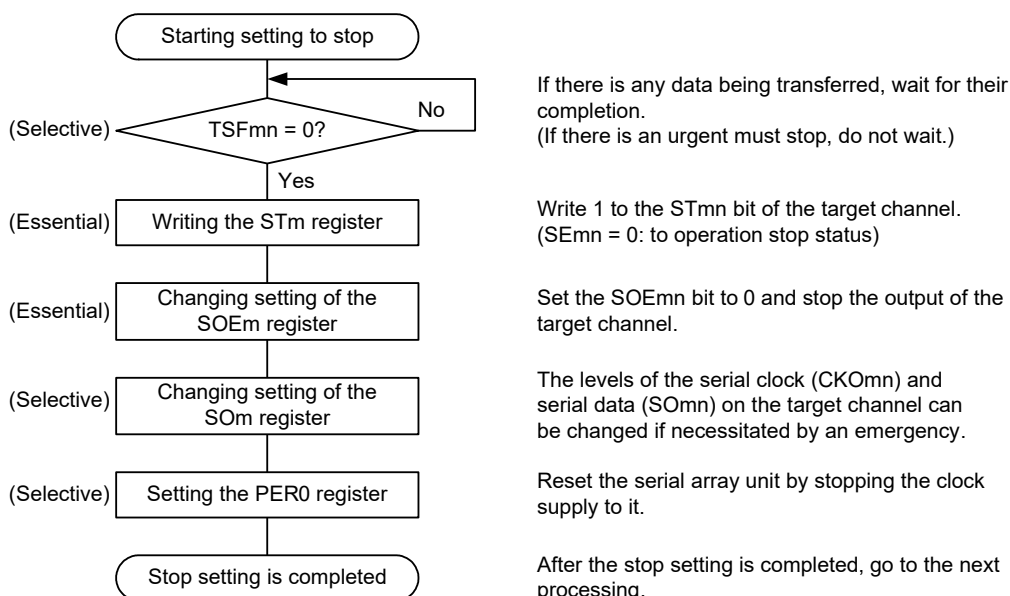 Starting setting to stop
If there is any data being transferred, wait for their
completion.
(If there is an urgent must stop, do not wait.)
No
(Selective)
TSFmn = 0?
Yes
(Essential)
Writing the STm register
Write 1 to the STmn bit of the target channel.
(SEmn = 0: to operation stop status)
(Essential)
Changing setting of the
SOEm register
Set the SOEmn bit to 0 and stop the output of the
target channel.
(Selective)
Changing setting of the
SOm register
The levels of the serial clock (CKOmn) and
serial data (SOmn) on the target channel can
be changed if necessitated by an emergency.
(Selective)
Setting the PER0 register
Reset the serial array unit by stopping the clock
supply to it.
Stop setting is completed
After the stop setting is completed, go to the next
processing.